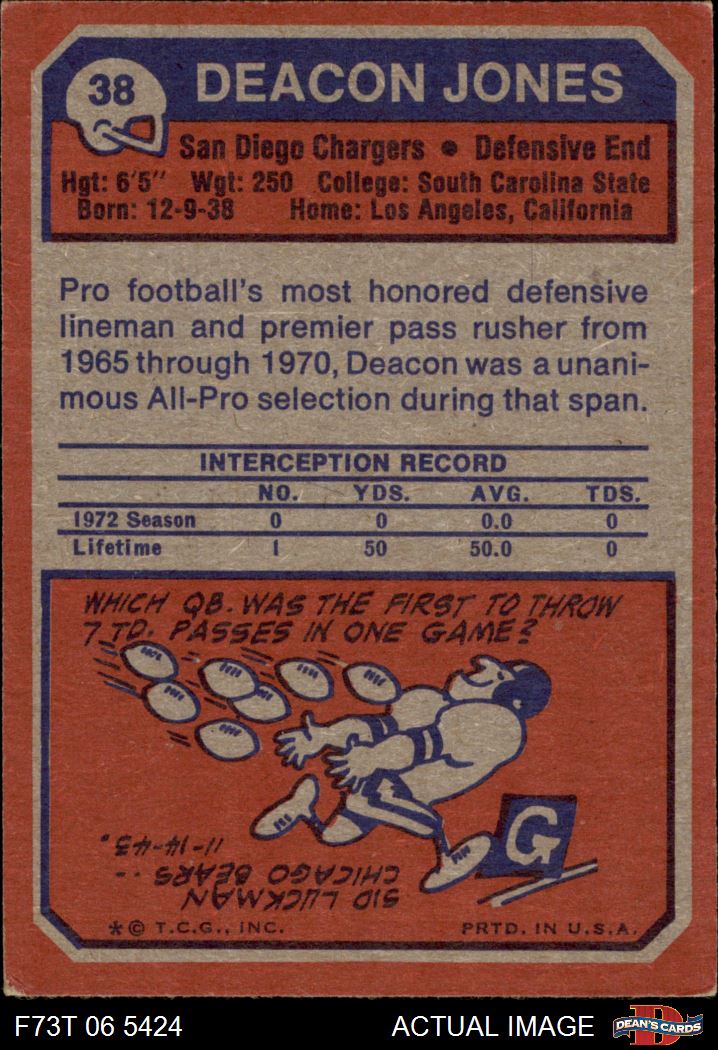 38
DEACON JONES
San Diego Chargers • Defensive End
Hgt: 6'5" Wgt: 250 College: South Carolina State
Born: 12-9-38 Home: Los Angeles, California
Pro football's most honored defensive
lineman and premier pass rusher from
1965 through 1970, Deacon was a unani-
mous All-Pro selection during that span.
INTERCEPTION RECORD
NO. YDS. AVG. TDS.
1972 Season 0 0 0.0 0
Lifetime 1 50 50.0 0
WHICH QB. WAS THE FIRST TO THROW
7 TD. PASSES IN ONE GAME?
G
SID LUCKMAN
CHICAGO BEARS --
11-14-43.
*© T.C.G., INC. PRTD. IN U.S.A.
F73T 06 5424 ACTUAL IMAGE D DEAN'S CARDS